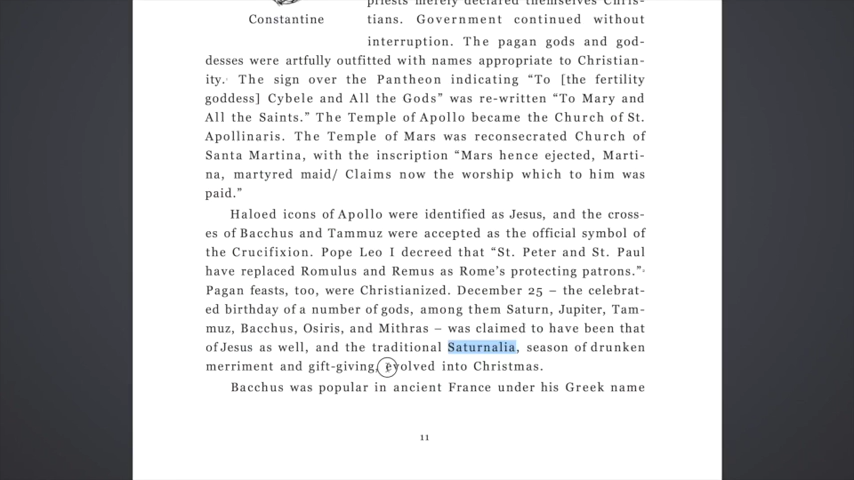 priests merely declared themselves Chris-
Constantine
tians. Government continued without
interruption. The pagan gods and god-
desses were artfully outfitted with names appropriate to Christian-
ity. The sign over the Pantheon indicating “To [the fertility
goddess] Cybele and All the Gods” was re-written “To Mary and
All the Saints.” The Temple of Apollo became the Church of St.
Apollinaris. The Temple of Mars was reconsecrated Church of
Santa Martina, with the inscription “Mars hence ejected, Marti-
na, martyred maid/ Claims now the worship which to him was
paid.”
Haloed icons of Apollo were identified as Jesus, and the cross-
es of Bacchus and Tammuz were accepted as the official symbol of
the Crucifixion. Pope Leo I decreed that “St. Peter and St. Paul
have replaced Romulus and Remus as Rome’s protecting patrons.”
Pagan feasts, too, were Christianized. December 25 – the celebrat-
ed birthday of a number of gods, among them Saturn, Jupiter, Tam-
muz, Bacchus, Osiris, and Mithras – was claimed to have been that
of Jesus as well, and the traditional Saturnalia, season of drunken
merriment and gift-giving, evolved into Christmas.
Bacchus was popular in ancient France under his Greek name
11